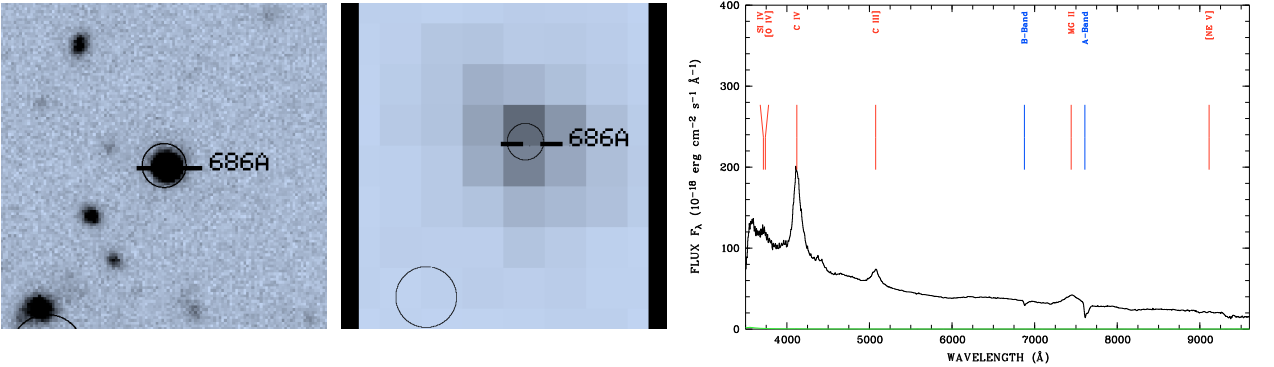 686A
686A
SI IV
[O IV]
C IV
C III]
B-Band
MG II
A-Band
[NE V]
400
300
200
100
0
FLUX Fλ (10−18 erg cm−2 s−1 Å−1)
4000 5000 6000 7000 8000 9000
WAVELENGTH (Å)